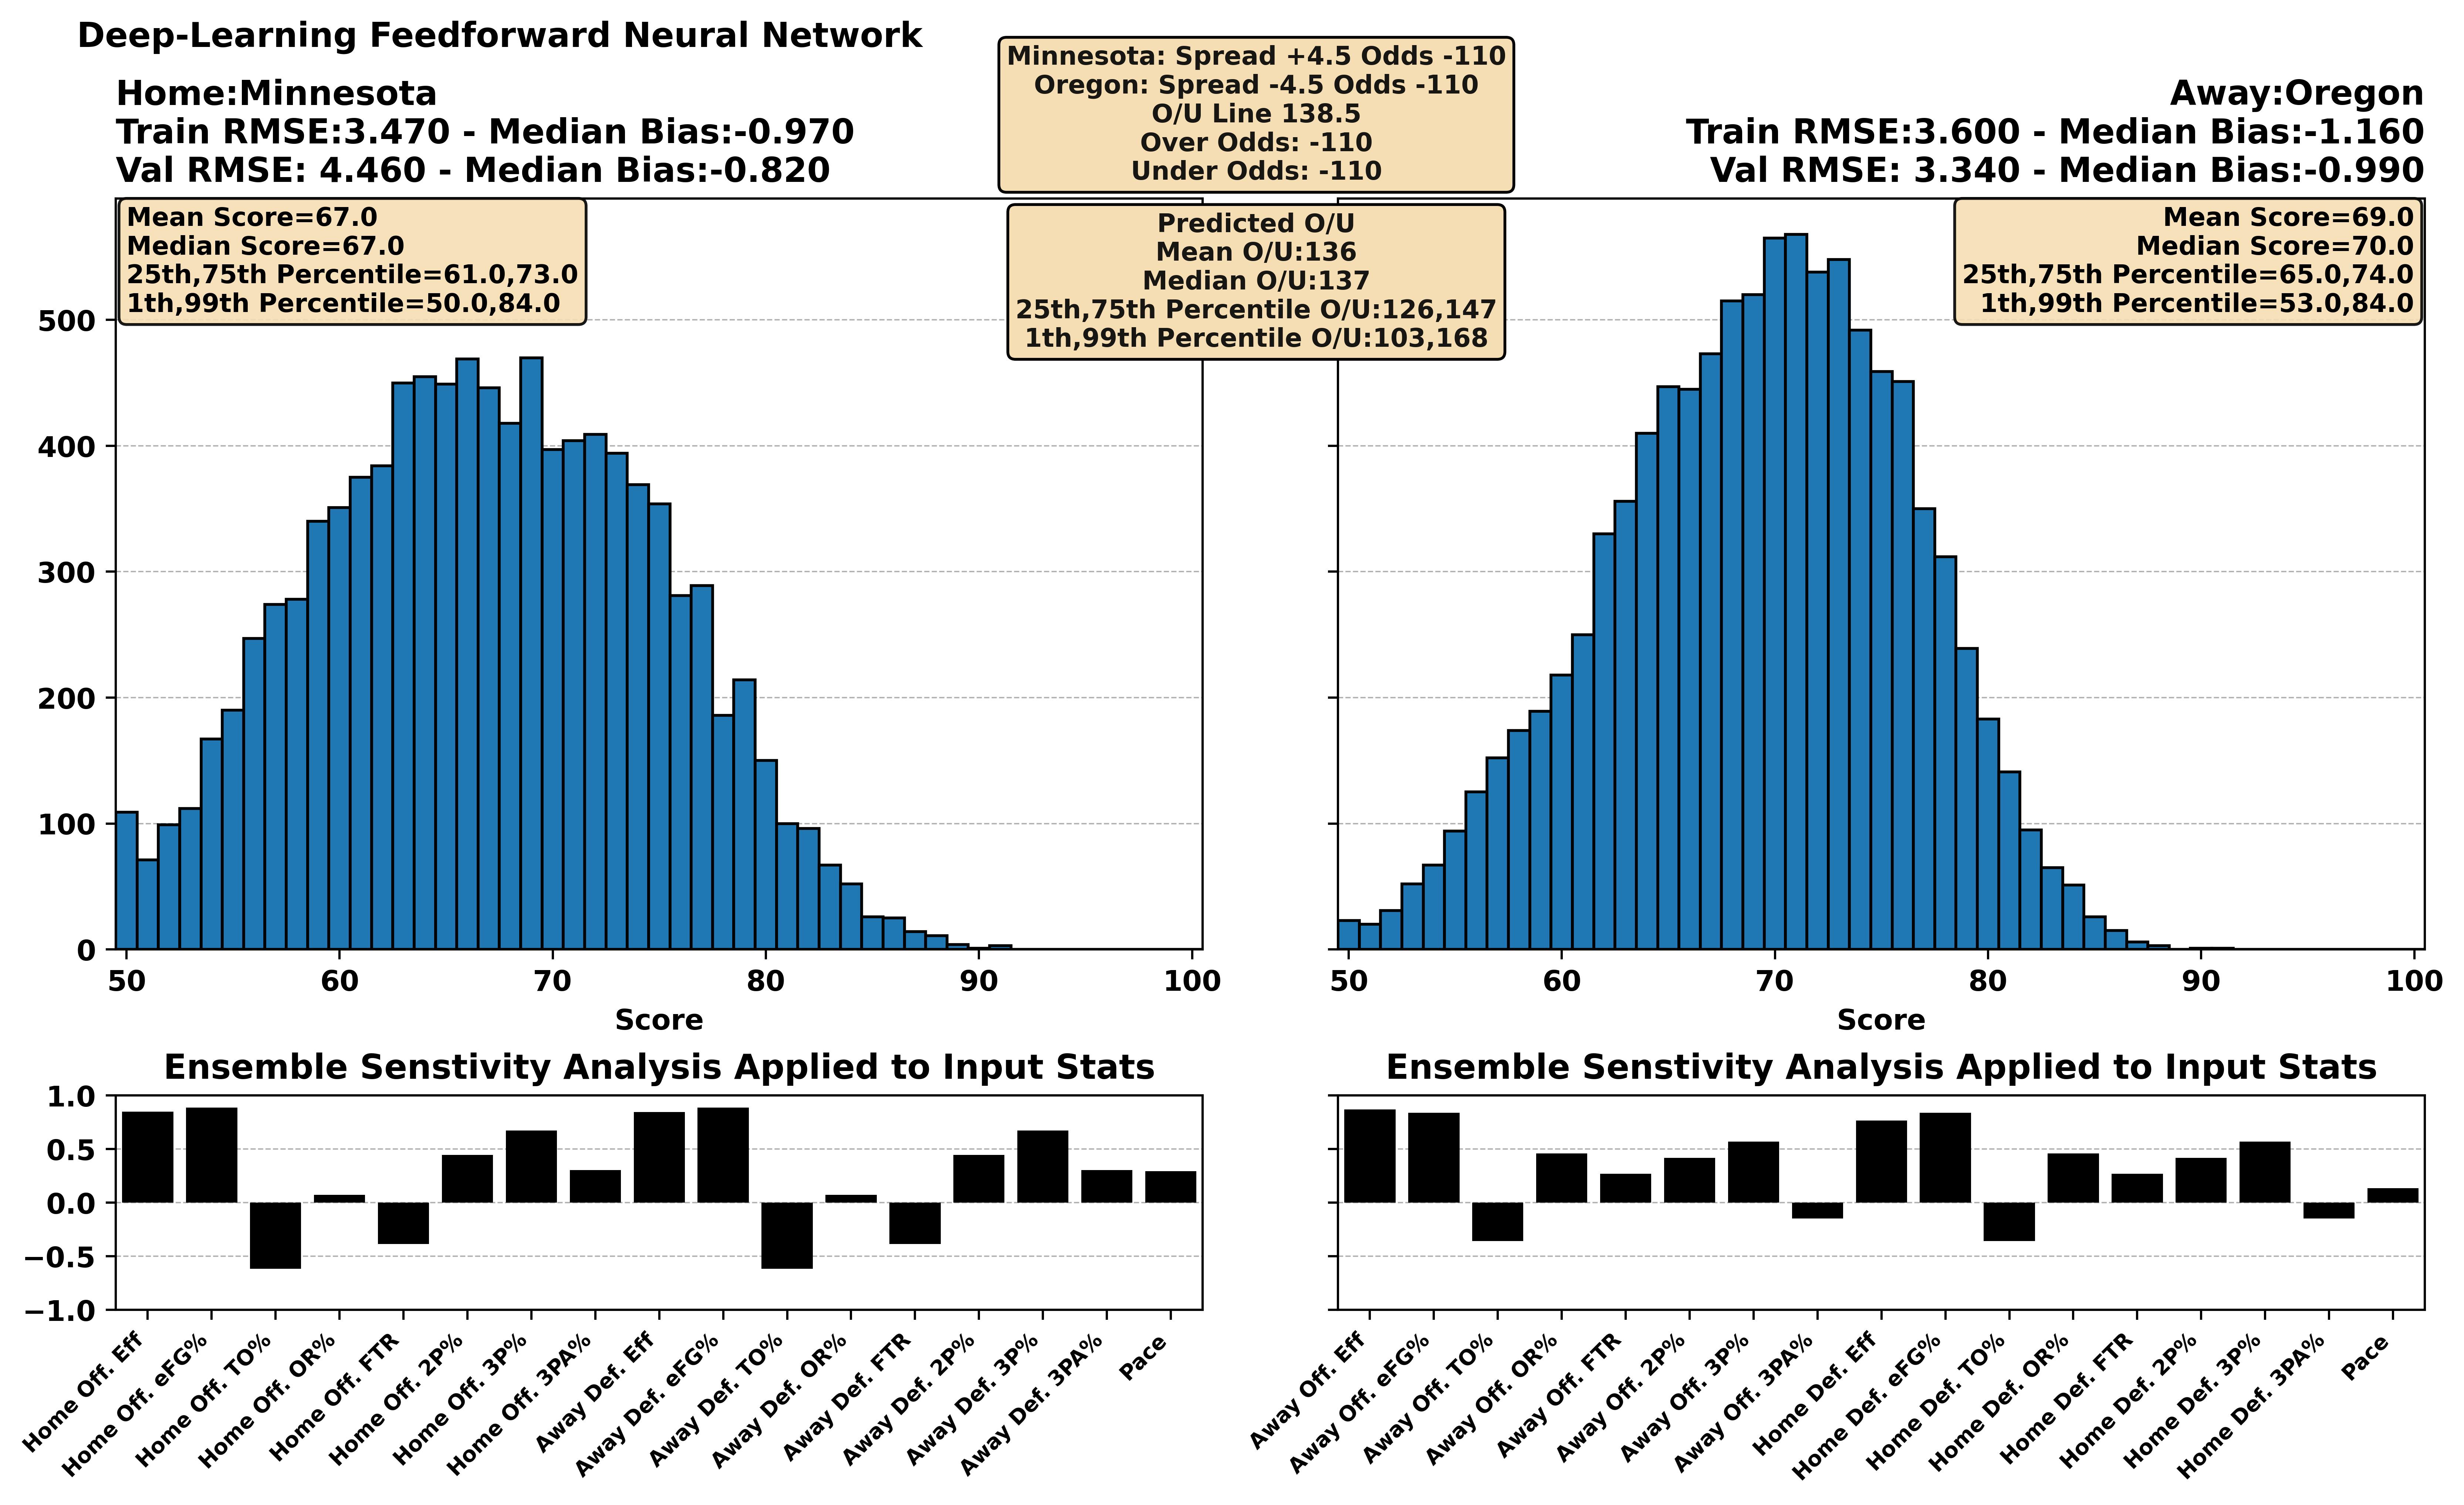 Deep-Learning Feedforward Neural Network
Home:Minnesota
Train RMSE:3.470 - Median Bias:-0.970
Val RMSE: 4.460 - Median Bias:-0.820
Minnesota: Spread +4.5 Odds -110
Oregon: Spread -4.5 Odds -110
O/U Line 138.5
Over Odds: -110
Under Odds: -110
Away:Oregon
Train RMSE:3.600 - Median Bias:-1.160
Val RMSE: 3.340 - Median Bias:-0.990
Mean Score=67.0
Median Score=67.0
25th,75th Percentile=61.0,73.0
1th,99th Percentile=50.0,84.0
Predicted O/U
Mean O/U:136
Median O/U:137
25th,75th Percentile O/U:126,147
1th,99th Percentile O/U:103,168
Mean Score=69.0
Median Score=70.0
25th,75th Percentile=65.0,74.0
1th,99th Percentile=53.0,84.0
500
400
300
200
100
0
50 60 70 80 90 100
Score
50 60 70 80 90 100
Score
Ensemble Senstivity Analysis Applied to Input Stats
1.0
0.5
0.0
−0.5
−1.0
Home Off. Eff
Home Off. eFG%
Home Off. TO%
Home Off. OR%
Home Off. FTR
Home Off. 2P%
Home Off. 3P%
Home Off. 3PA%
Away Def. Eff
Away Def. eFG%
Away Def. TO%
Away Def. OR%
Away Def. FTR
Away Def. 2P%
Away Def. 3P%
Away Def. 3PA%
Pace
Ensemble Senstivity Analysis Applied to Input Stats
Away Off. Eff
Away Off. eFG%
Away Off. TO%
Away Off. OR%
Away Off. FTR
Away Off. 2P%
Away Off. 3P%
Away Off. 3PA%
Home Def. Eff
Home Def. eFG%
Home Def. TO%
Home Def. OR%
Home Def. FTR
Home Def. 2P%
Home Def. 3P%
Home Def. 3PA%
Pace